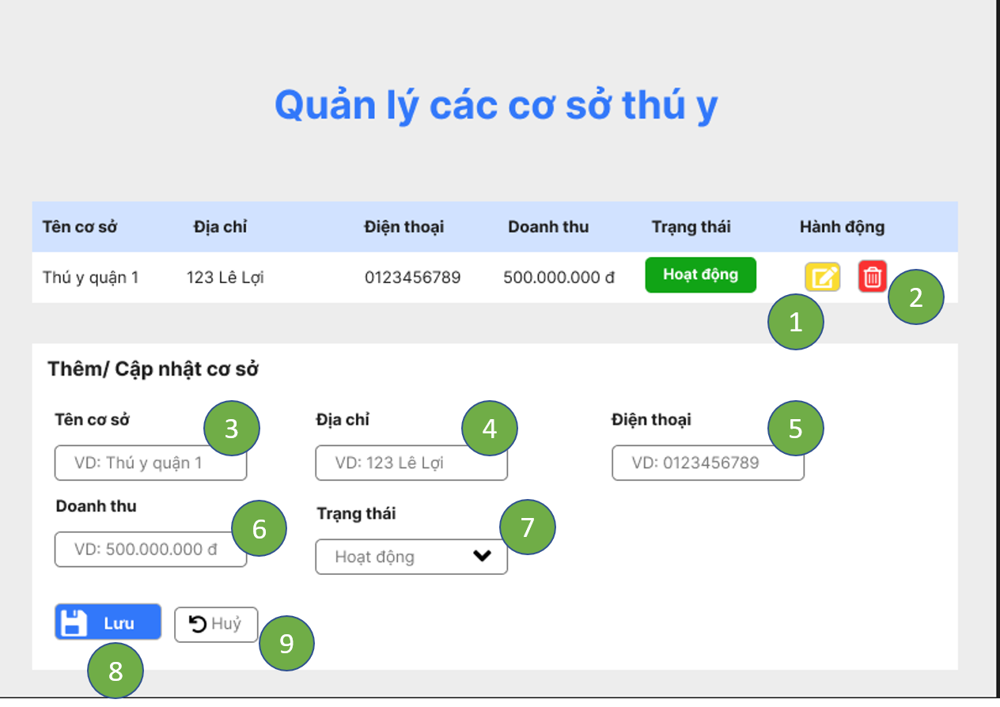 Quản lý các cơ sở thú y
Tên cơ sở Địa chỉ Điện thoại Doanh thu Trạng thái Hành động
Thú y quận 1 123 Lê Lợi 0123456789 500.000.000 đ Hoạt động
1 2
Thêm/ Cập nhật cơ sở
Tên cơ sở 3 Địa chỉ 4 Điện thoại 5
VD: Thú y quận 1 VD: 123 Lê Lợi VD: 0123456789
Doanh thu 6 Trạng thái 7
VD: 500.000.000 đ Hoạt động
Lưu Huỷ
8 9